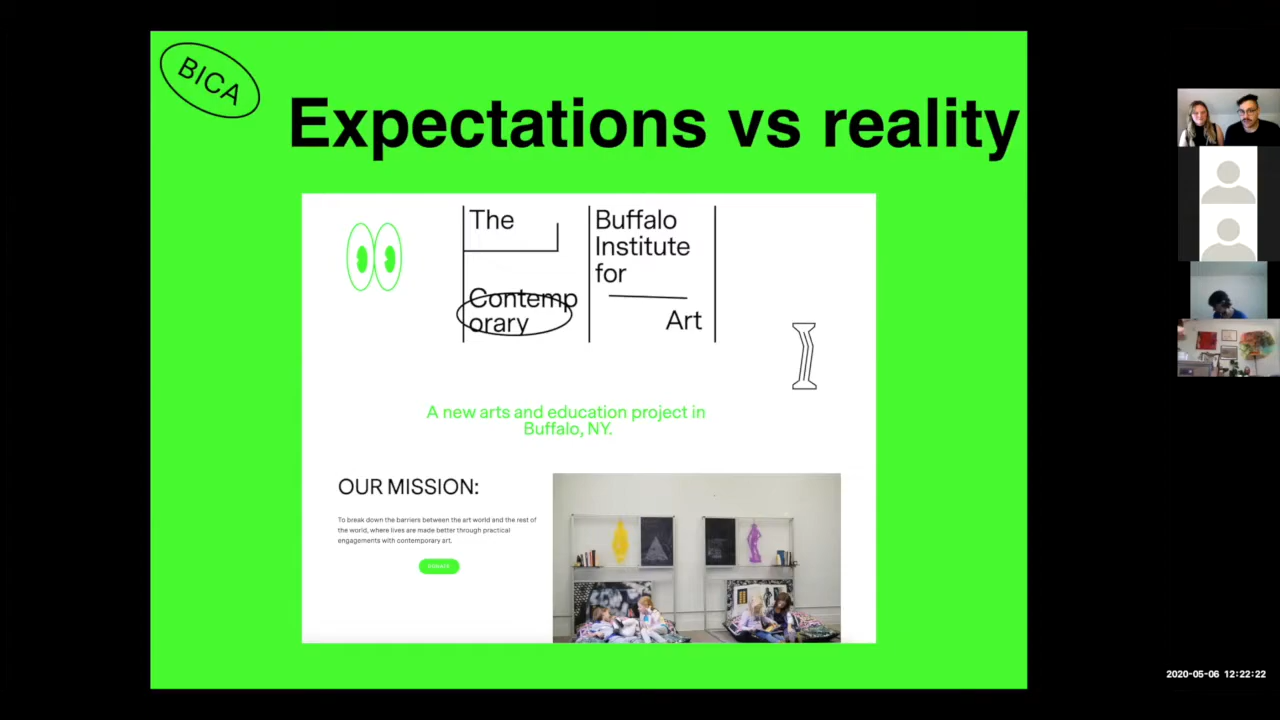 BICA
Expectations vs reality
The
Contemp
orary
Buffalo
Institute
for
Art
A new arts and education project in
Buffalo, NY.
OUR MISSION:
To break down the barriers between the art world and the rest of
the world, where lives are made better through practical
engagements with contemporary art.
DONATE
2020-05-06 12:22:22